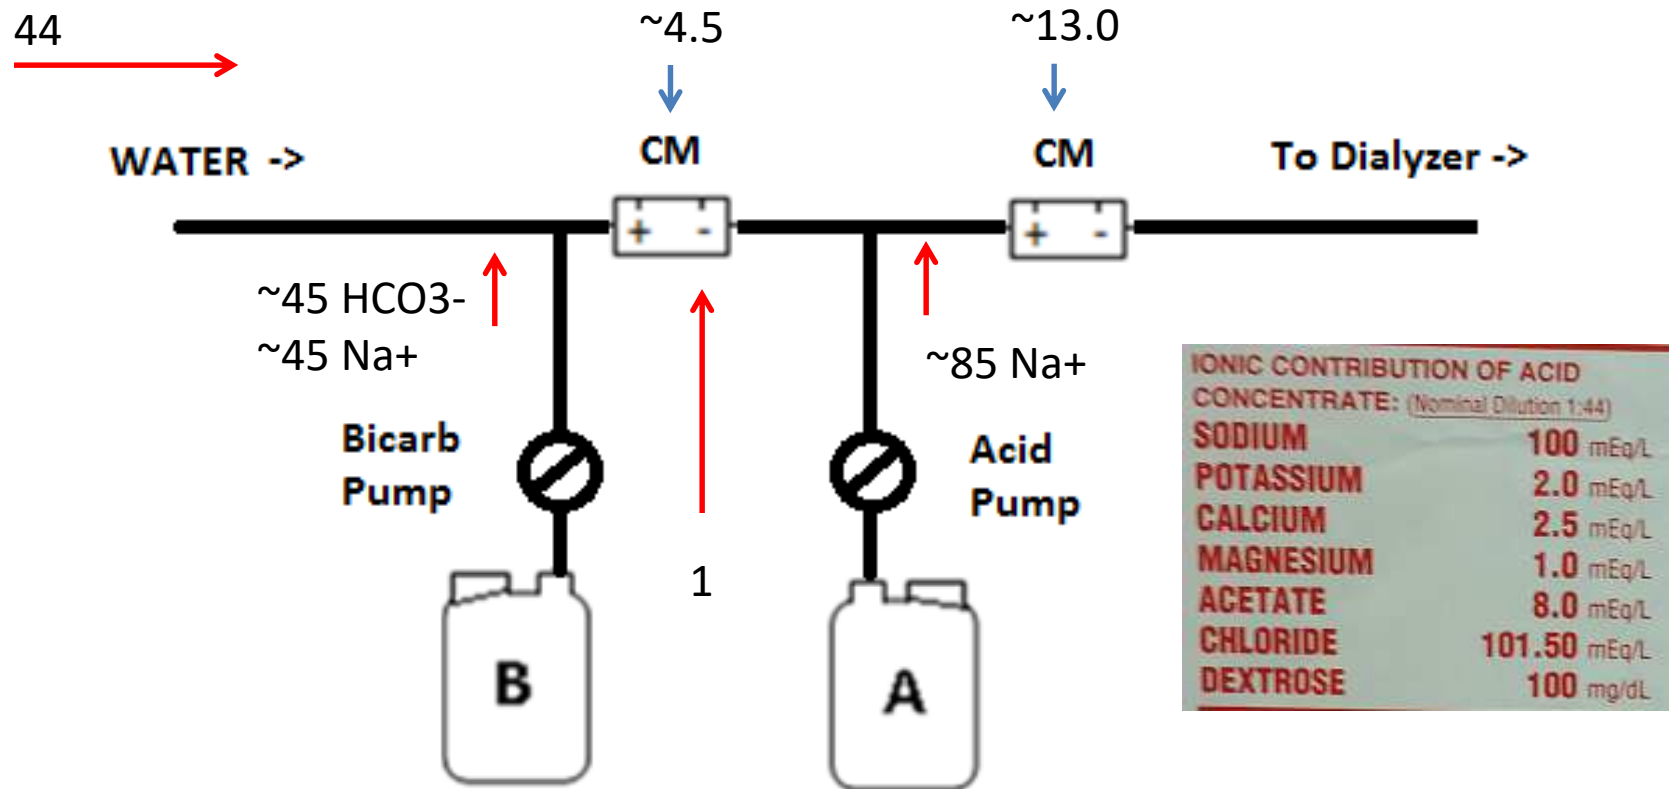 44
~4.5
~13.0
WATER ->
CM
CM
To Dialyzer ->
+ -
+ -
~45 HCO3-
~45 Na+
~85 Na+
Bicarb
Pump
Acid
Pump
1
B
A
IONIC CONTRIBUTION OF ACID
CONCENTRATE: (Nominal Dilution 1:44)
SODIUM 100 mEq/L
POTASSIUM 2.0 mEq/L
CALCIUM 2.5 mEq/L
MAGNESIUM 1.0 mEq/L
ACETATE 8.0 mEq/L
CHLORIDE 101.50 mEq/L
DEXTROSE 100 mg/dL